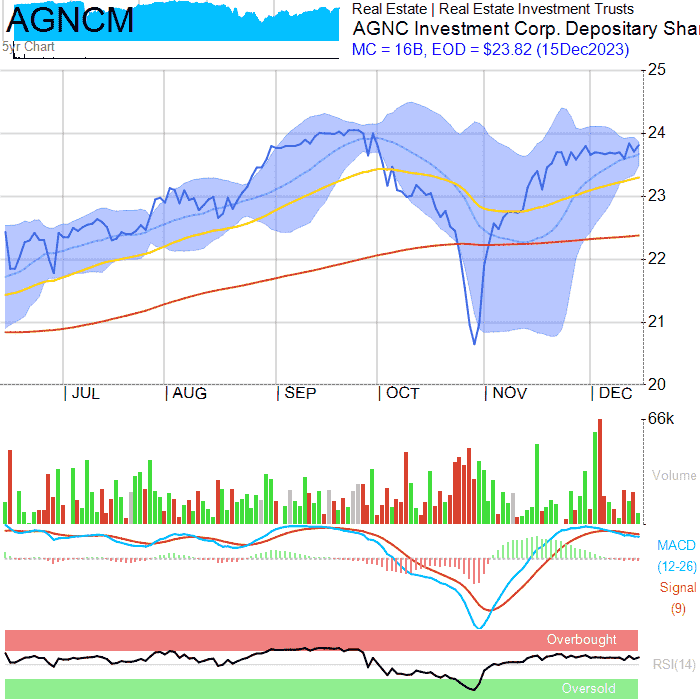 AGNCM
5yr Chart
Real Estate | Real Estate Investment Trusts
AGNC Investment Corp. Depositary Shar
MC = 16B, EOD = $23.82 (15Dec2023)
25
24
23
22
21
20
| JUL | AUG | SEP | OCT | NOV | DEC
66k
Volume
MACD
(12-26)
Signal
(9)
Overbought
RSI(14)
Oversold